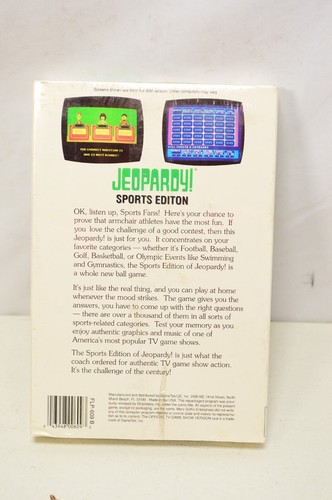 JEOPARDY!
SPORTS EDITON
OK, listen up, Sports Fans! Here's your chance to
prove that armchair athletes have the most fun. If
you love the challenge of a good contest, then this
Jeopardy! is just for you. It concentrates on your
favorite categories — whether it's Football, Baseball,
Golf, Basketball, or Olympic Events like Swimming
and Gymnastics, the Sports Edition of Jeopardy! is
a whole new ball game.
It's just like the real thing, and you can play at home
whenever the mood strikes. The game gives you the
answers, you have to come up with the right questions
— there are over a thousand of them in all sorts of
sports-related categories. Test your memory as you
enjoy authentic graphics and music of one of
America's most popular TV game shows.
The Sports Edition of Jeopardy! is just what the
coach ordered for authentic TV game show action.
It's the challenge of the century!